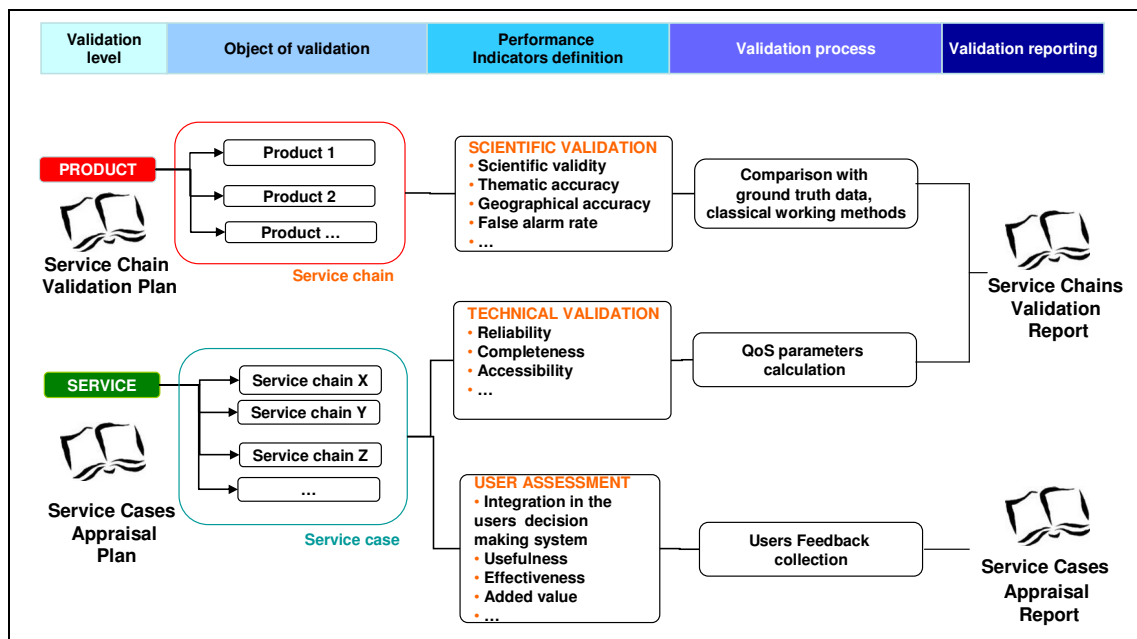 Validation
level
Object of validation
Performance
Indicators definition
Validation process
Validation reporting
PRODUCT
Service Chain
Validation Plan
Product 1
Product 2
Product …
Service chain
SCIENTIFIC VALIDATION
• Scientific validity
• Thematic accuracy
• Geographical accuracy
• False alarm rate
• …
Comparison with
ground truth data,
classical working methods
Service Chains
Validation
Report
SERVICE
Service Cases
Appraisal
Plan
Service chain X
Service chain Y
Service chain Z
…
Service case
TECHNICAL VALIDATION
• Reliability
• Completeness
• Accessibility
• …
QoS parameters
calculation
USER ASSESSMENT
• Integration in the
users decision
making system
• Usefulness
• Effectiveness
• Added value
• …
Users Feedback
collection
Service Cases
Appraisal
Report